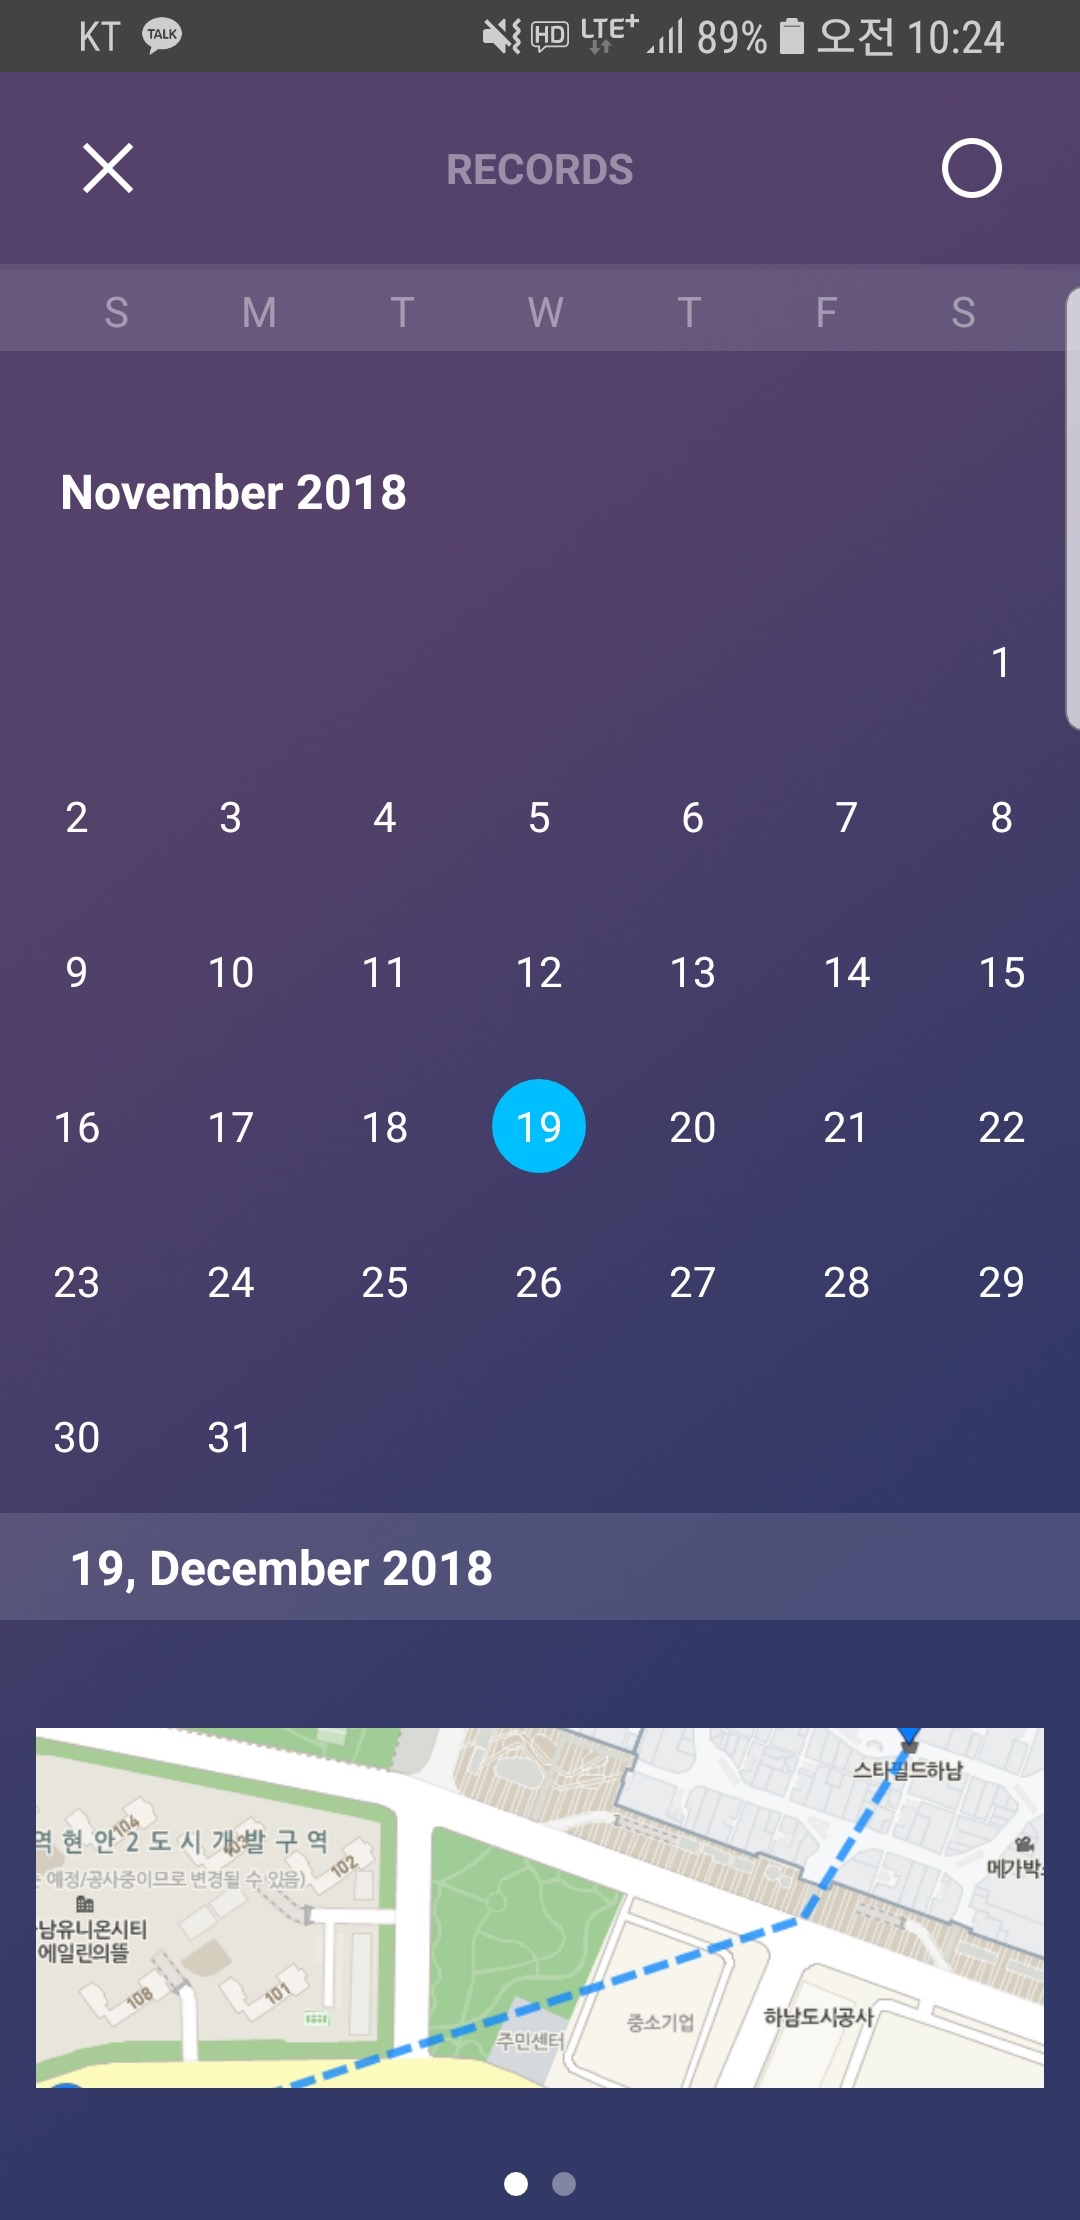 KT TALK HD LTE+ 89% 오전 10:24
RECORDS
S M T W T F S
November 2018
1
2 3 4 5 6 7 8
9 10 11 12 13 14 15
16 17 18 19 20 21 22
23 24 25 26 27 28 29
30 31
19, December 2018
스타필드하남
104
역 현 안 2 도 시 개 발 구 역
103
102
메가박
예정/공사중이므로 변경될 수 있음)
남유니온시티
에일린의뜰
108
101
중소기업
하남도시공사
주민센터